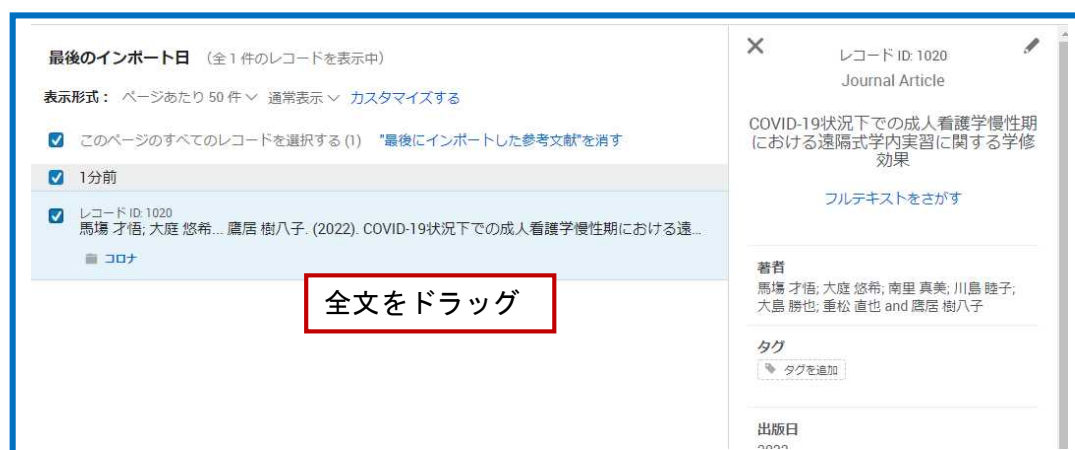 最後のインポート日 （全 1 件のレコードを表示中）
表示形式： ページあたり 50 件 通常表示 カスタマイズする
このページのすべてのレコードを選択する (1) "最後にインポートした参考文献"を消す
1分前
レコード ID: 1020
馬塲 才悟; 大庭 悠希... 鷹居 樹八子. (2022). COVID-19状況下での成人看護学慢性期における遠...
コロナ
全文をドラッグ
レコード ID: 1020
Journal Article
COVID-19状況下での成人看護学慢性期
における遠隔式学内実習に関する学修
効果
フルテキストをさがす
著者
馬塲 才悟; 大庭 悠希; 南里 真美; 川島 睦子;
大島 勝也; 重松 直也 and 鷹居 樹八子
タグ
タグを追加
出版日
2022